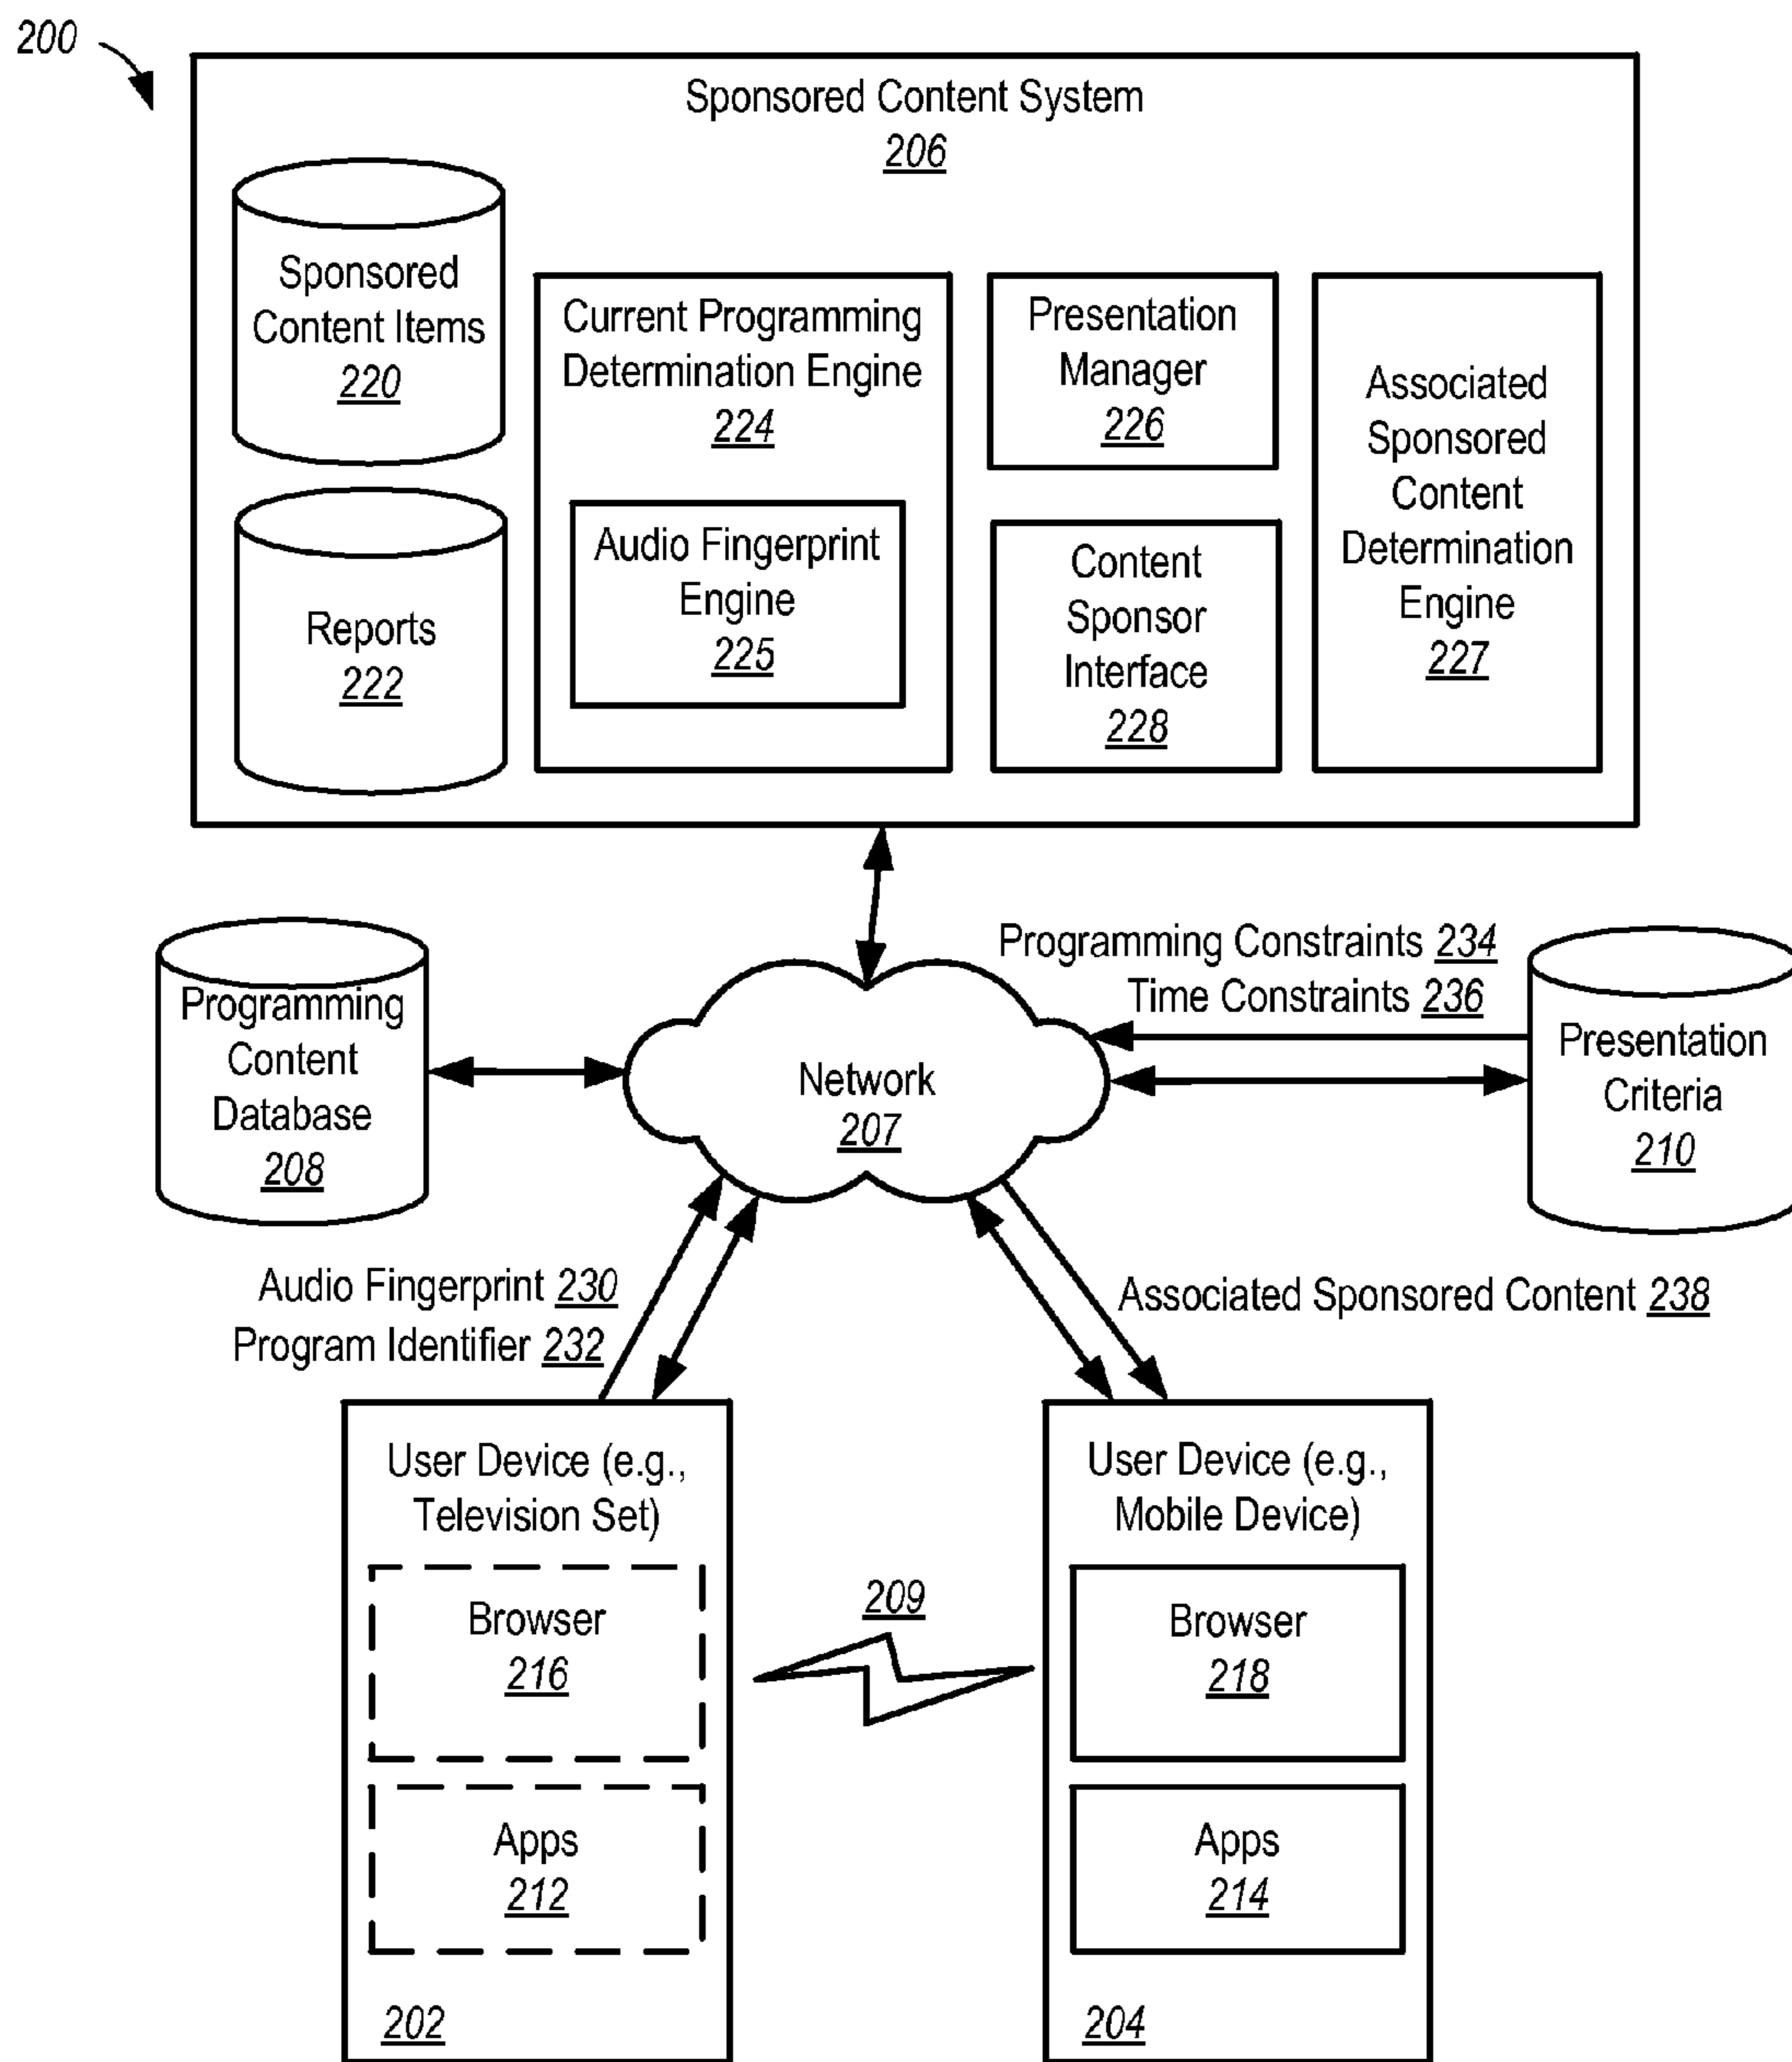 200
Sponsored Content System
206
Sponsored
Content Items
220
Reports
222
Current Programming
Determination Engine
224
Audio Fingerprint
Engine
225
Presentation
Manager
226
Content
Sponsor
Interface
228
Associated
Sponsored
Content
Determination
Engine
227
Programming
Content
Database
208
Network
207
Programming Constraints 234
Time Constraints 236
Presentation
Criteria
210
Audio Fingerprint 230
Program Identifier 232
Associated Sponsored Content 238
User Device (e.g.,
Television Set)
Browser
216
Apps
212
202
209
User Device (e.g.,
Mobile Device)
Browser
218
Apps
214
204